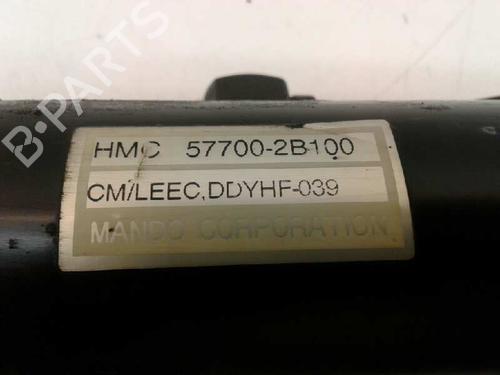 HMC 57700-2B100
CM/LEEC,DDYHF-039
MANDO CORPORATION
B-PARTS